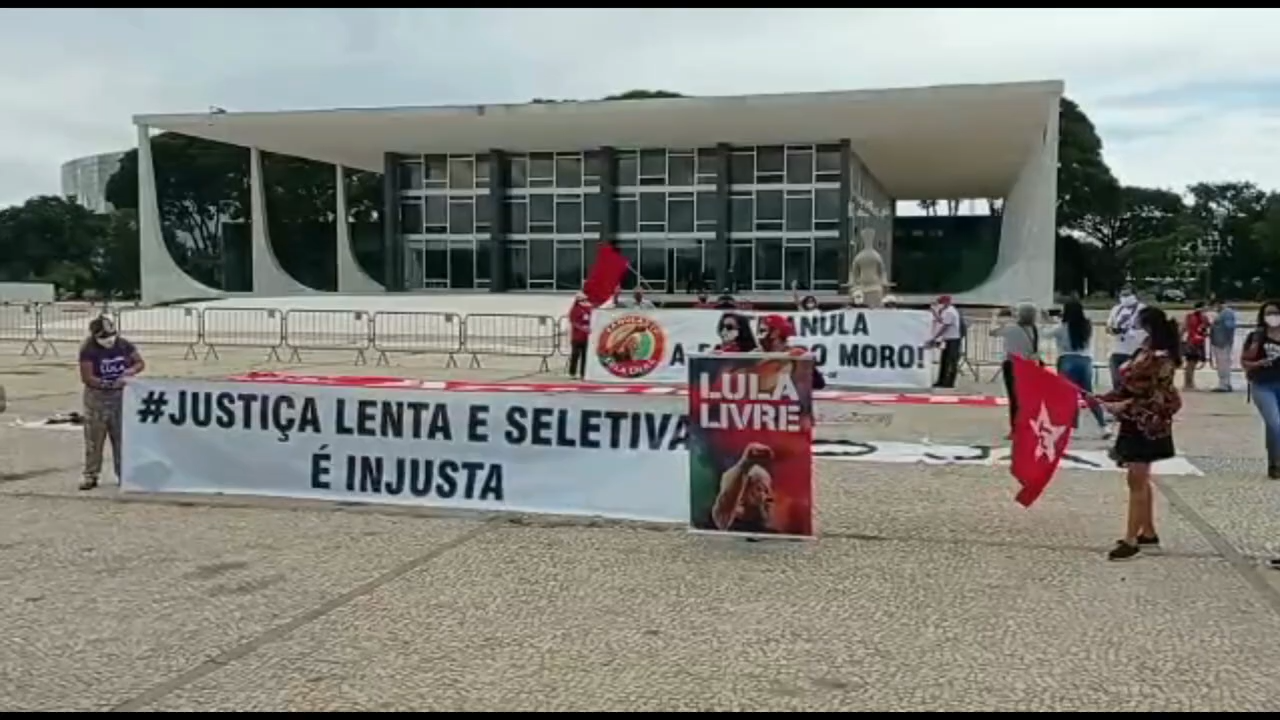 #JUSTIÇA LENTA E SELETIVA
É INJUSTA
LULA
LIVRE
ANULA
MORO!
LULA